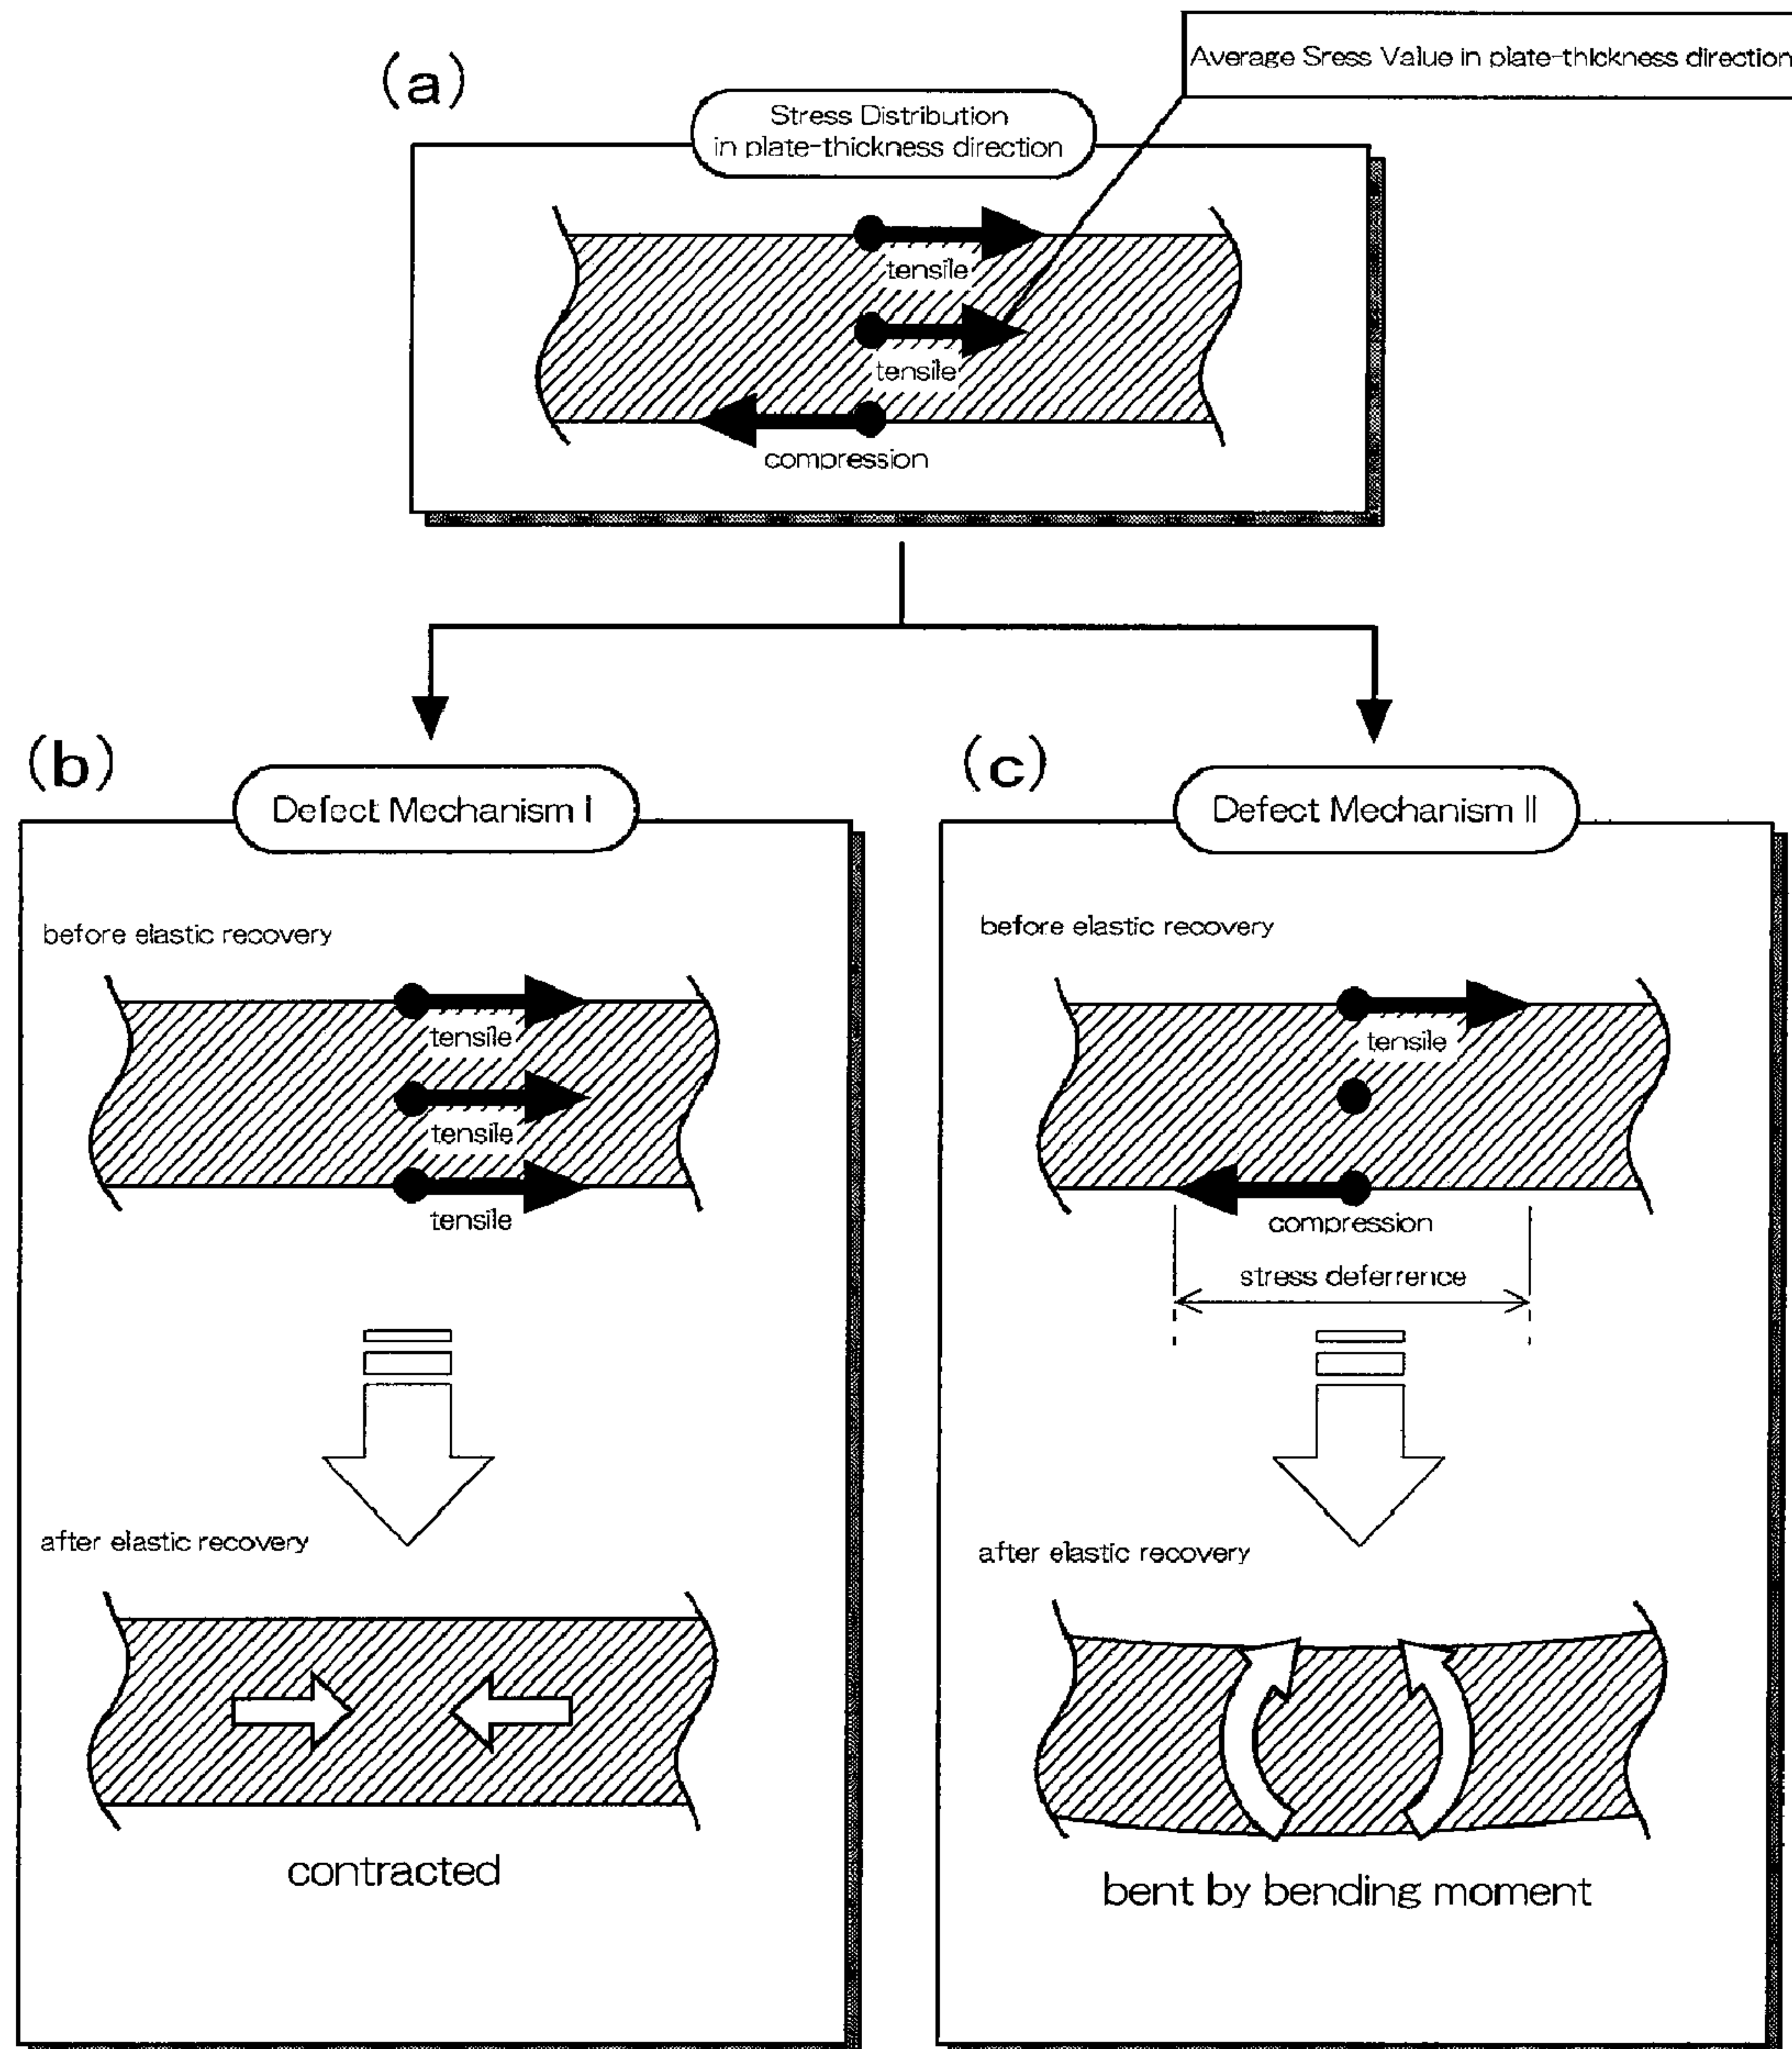 (a)
Average Sress Value in plate-thickness direction
Stress Distribution
in plate-thickness direction
tensile
tensile
compression
(b)
Defect Mechanism I
before elastic recovery
tensile
tensile
tensile
after elastic recovery
contracted
(c)
Defect Mechanism II
before elastic recovery
tensile
compression
stress deferrence
after elastic recovery
bent by bending moment